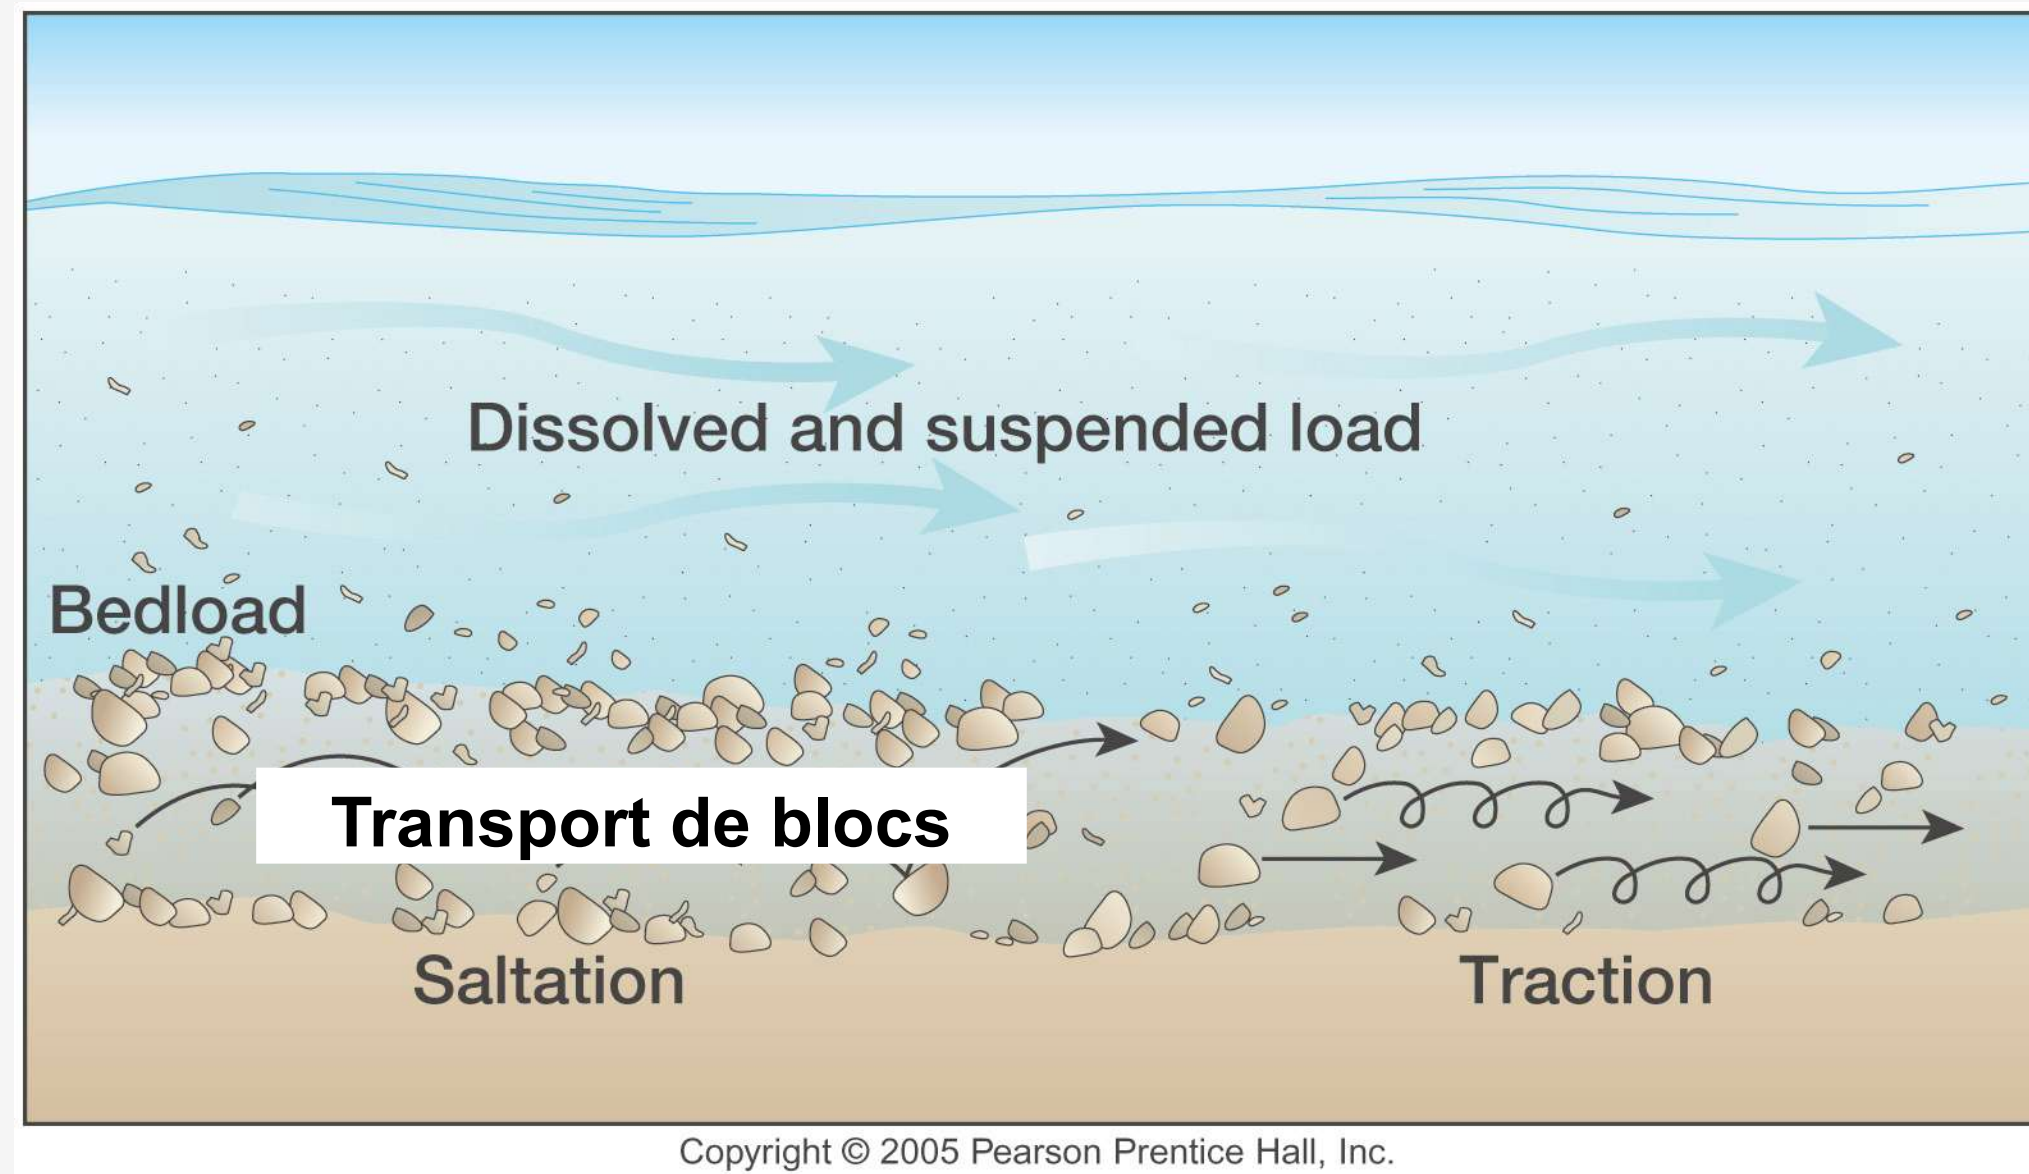 Dissolved and suspended load
Bedload
Transport de blocs
Saltation
Traction
Copyright © 2005 Pearson Prentice Hall, Inc.